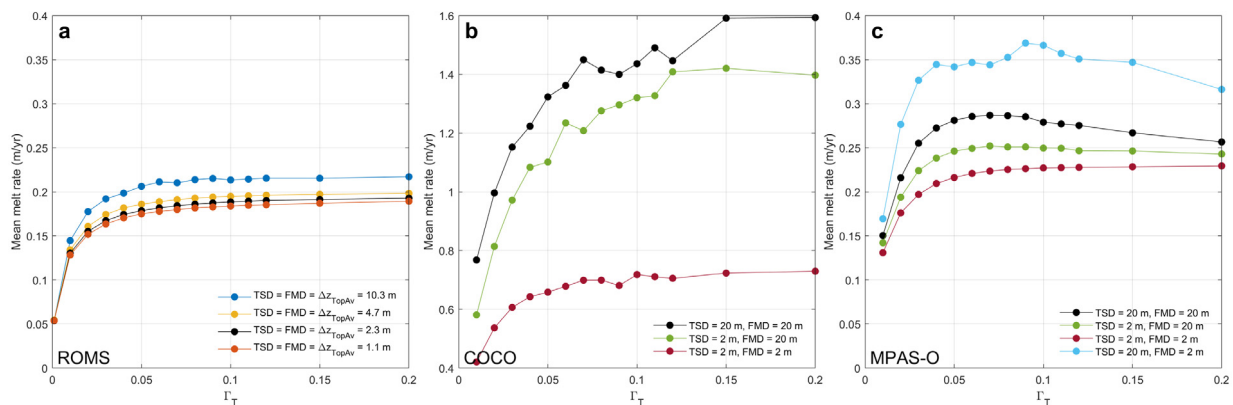 a
Mean melt rate (m/yr)
0.4
0.35
0.3
0.25
0.2
0.15
0.1
0.05
0
TSD = FMD = Δz_TopAv = 10.3 m
TSD = FMD = Δz_TopAv = 4.7 m
TSD = FMD = Δz_TopAv = 2.3 m
TSD = FMD = Δz_TopAv = 1.1 m
ROMS
0 0.05 0.1 0.15 0.2
Γ_T
b
Mean melt rate (m/yr)
1.6
1.4
1.2
1
0.8
0.6
0.4
TSD = 20 m, FMD = 20 m
TSD = 2 m, FMD = 20 m
TSD = 2 m, FMD = 2 m
COCO
0 0.05 0.1 0.15 0.2
Γ_T
c
Mean melt rate (m/yr)
0.4
0.35
0.3
0.25
0.2
0.15
0.1
0.05
0
TSD = 20 m, FMD = 20 m
TSD = 2 m, FMD = 20 m
TSD = 2 m, FMD = 2 m
TSD = 20 m, FMD = 2 m
MPAS-O
0 0.05 0.1 0.15 0.2
Γ_T